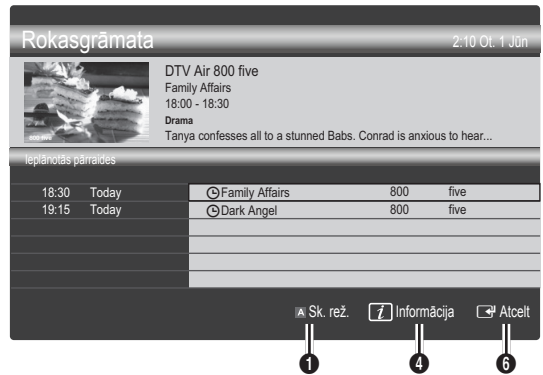 Rokasgrāmata 2:10 Ot. 1 Jūn
DTV Air 800 five
Family Affairs
18:00 - 18:30
Drama
Tanya confesses all to a stunned Babs. Conrad is anxious to hear...
800 five
Ieplānotās pārraides
18:30 Today Family Affairs 800 five
19:15 Today Dark Angel 800 five
A Sk. rež. i Informācija Atcelt
1 4 6